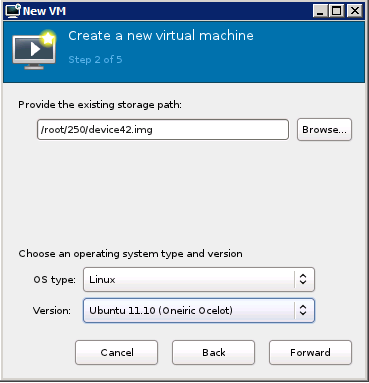 New VM
Create a new virtual machine
Step 2 of 5
Provide the existing storage path:
/root/250/device42.img Browse...
Choose an operating system type and version
OS type: Linux
Version: Ubuntu 11.10 (Oneiric Ocelot)
Cancel Back Forward